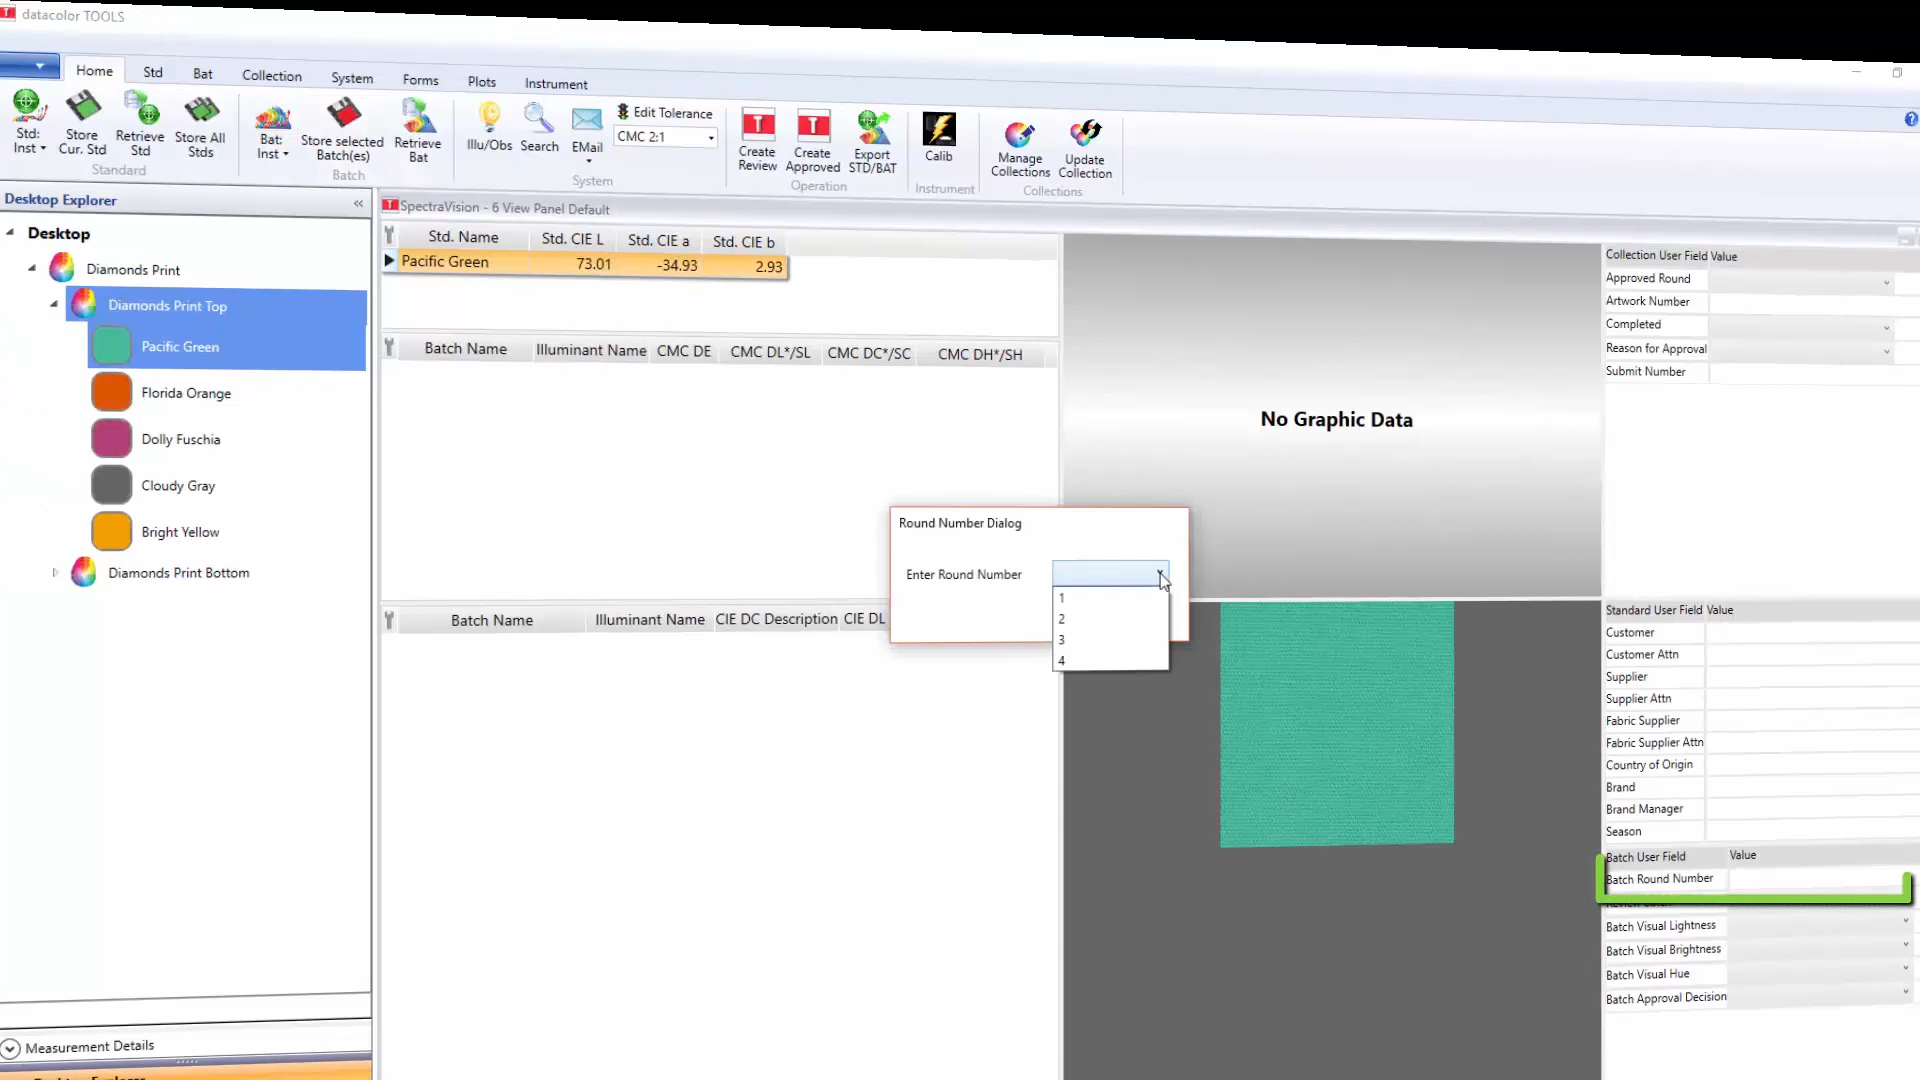 datacolor TOOLS
Home Std Bat Collection System Forms Plots Instrument
Std: Inst
Store Cur. Std
Retrieve Std
Store All Stds
Standard
Bat: Inst
Store selected Batch(es)
Retrieve Bat
Batch
Illu/Obs
Search
EMail
Edit Tolerance
CMC 2:1
System
Create Review
Create Approved
Export STD/BAT
Operation
Calib
Instrument
Manage Collections
Update Collection
Collections
Desktop Explorer
Desktop
Diamonds Print
Diamonds Print Top
Pacific Green
Florida Orange
Dolly Fuschia
Cloudy Gray
Bright Yellow
Diamonds Print Bottom
Measurement Details
SpectraVision - 6 View Panel Default
Std. Name Std. CIE L Std. CIE a Std. CIE b
Pacific Green 73.01 -34.93 2.93
Batch Name Illuminant Name CMC DE CMC DL*/SL CMC DC*/SC CMC DH*/SH
Batch Name Illuminant Name CIE DC Description CIE DL
No Graphic Data
Round Number Dialog
Enter Round Number
1
2
3
4
Collection User Field Value
Approved Round
Artwork Number
Completed
Reason for Approval
Submit Number
Standard User Field Value
Customer
Customer Attn
Supplier
Supplier Attn
Fabric Supplier
Fabric Supplier Attn
Country of Origin
Brand
Brand Manager
Season
Batch User Field Value
Batch Round Number
Batch Visual Lightness
Batch Visual Brightness
Batch Visual Hue
Batch Approval Decision